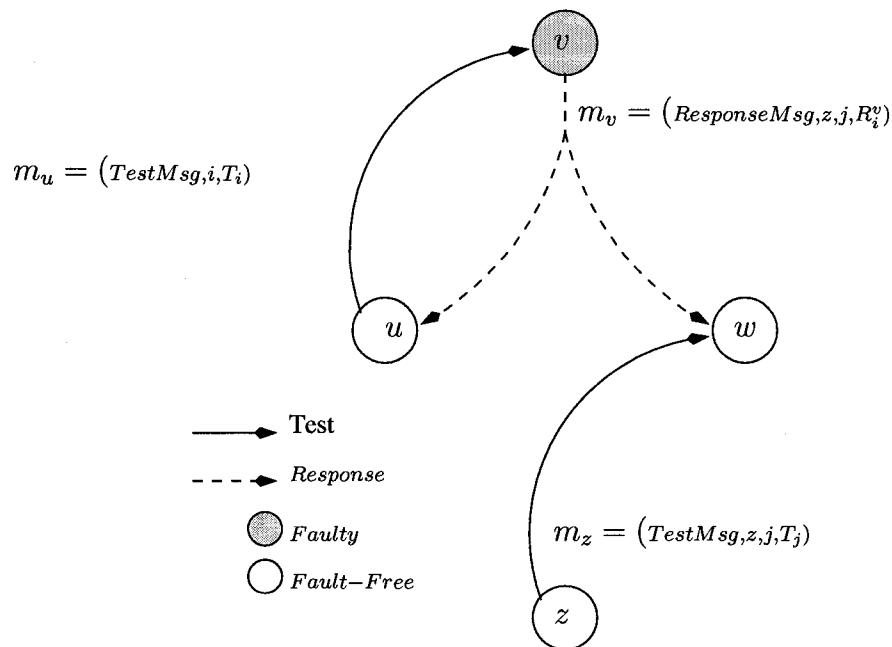 v
m_v = (ResponseMsg,z,j,R_i^v)
m_u = (TestMsg,i,T_i)
u
w
Test
Response
Faulty
m_z = (TestMsg,z,j,T_j)
Fault–Free
z